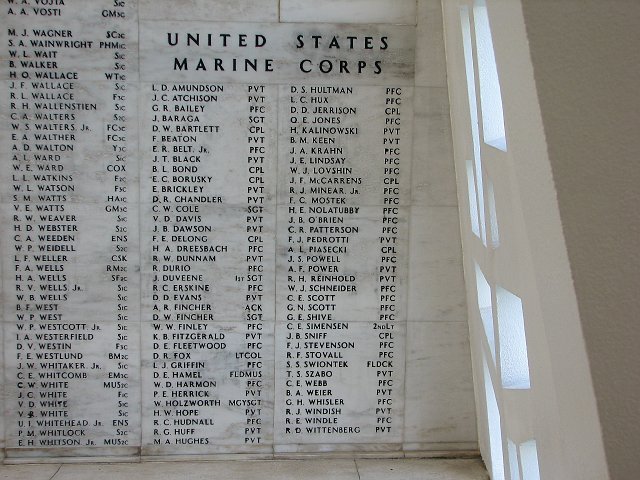 A. A. VOSTI GM3C
M. J. WAGNER SC2C
S. A. WAINWRIGHT PHM1C
W. L. WAIT S1C
B. WALKER S1C
H. O. WALLACE WT1C
J. F. WALLACE S1C
R. L. WALLACE F3C
R. H. WALLENSTIEN S1C
C. A. WALTERS S2C
W. S. WALTERS, JR. FC3C
E. A. WALTHER FC3C
A. D. WALTON Y3C
A. L. WARD S1C
W. E. WARD COX
L. L. WATKINS F2C
W. L. WATSON F3C
S. M. WATTS HA1C
V. E. WATTS GM3C
R. W. WEAVER S1C
H. D. WEBSTER S2C
C. A. WEEDEN ENS
W. P. WEIDELL S2C
L. F. WELLER CSK
F. A. WELLS RM2C
H. A. WELLS SF2C
R. V. WELLS, JR. S1C
W. B. WELLS S1C
B. F. WEST S1C
W. P. WEST S1C
W. P. WESTCOTT, JR. S1C
I. A. WESTERFIELD S1C
D. V. WESTIN F3C
F. E. WESTLUND BM2C
J. W. WHITAKER, JR. S1C
C. E. WHITCOMB EM3C
C. W. WHITE MUS2C
J. C. WHITE F1C
V. D. WHITE S1C
V. R. WHITE S1C
U. J. WHITEHEAD, JR. ENS
P. M. WHITLOCK S2C
E. H. WHITSON, JR. MUS2C
UNITED STATES
MARINE CORPS
L. D. AMUNDSON PVT
J. C. ATCHISON PVT
G. R. BAILEY PFC
J. BARAGA SGT
D. W. BARTLETT CPL
F. BEATON PVT
E. R. BELT, JR. PFC
J. T. BLACK PVT
B. L. BOND CPL
E. C. BORUSKY CPL
E. BRICKLEY PVT
D. R. CHANDLER PVT
C. W. COLE SGT
V. D. DAVIS PVT
J. B. DAWSON PVT
F. E. DELONG CPL
H. A. DREESBACH PFC
R. W. DUNNAM PVT
R. DURIO PFC
J. DUVEENE 1ST SGT
R. C. ERSKINE PFC
D. D. EVANS PVT
A. R. FINCHER ACK
D. W. FINCHER SGT
W. W. FINLEY PFC
K. B. FITZGERALD PVT
D. E. FLEETWOOD PFC
D. R. FOX LTCOL
L. J. GRIFFIN PFC
D. E. HAMEL FLDMUS
W. D. HARMON PFC
P. E. HERRICK PVT
W. HOLZWORTH MGYSGT
H. W. HOPE PVT
R. C. HUDNALL PFC
R. G. HUFF PVT
M. A. HUGHES PVT
D. S. HULTMAN PFC
L. C. HUX PFC
D. D. JERRISON CPL
Q. E. JONES PFC
H. KALINOWSKI PVT
B. M. KEEN PVT
J. A. KRAHN PFC
J. E. LINDSAY PFC
W. J. LOVSHIN PFC
J. F. MCCARRENS CPL
R. J. MINEAR, JR. PFC
F. C. MOSTEK PFC
H. E. NOLATUBBY PFC
J. B. O'BRIEN PFC
C. R. PATTERSON PFC
F. J. PEDROTTI PVT
A. L. PIASECKI CPL
J. S. POWELL PFC
A. F. POWER PVT
R. H. REINHOLD PVT
W. J. SCHNEIDER PFC
C. E. SCOTT PFC
G. N. SCOTT PFC
G. E. SHIVE PFC
C. E. SIMENSEN 2NDLT
J. B. SNIFF CPL
F. J. STEVENSON PFC
R. F. STOVALL PFC
S. S. SWIONTEK FLDCK
T. S. SZABO PVT
C. E. WEBB PFC
B. A. WEIER PVT
G. H. WHISLER PFC
R. J. WINDISH PVT
R. E. WINDLE PFC
R. D. WITTENBERG PVT